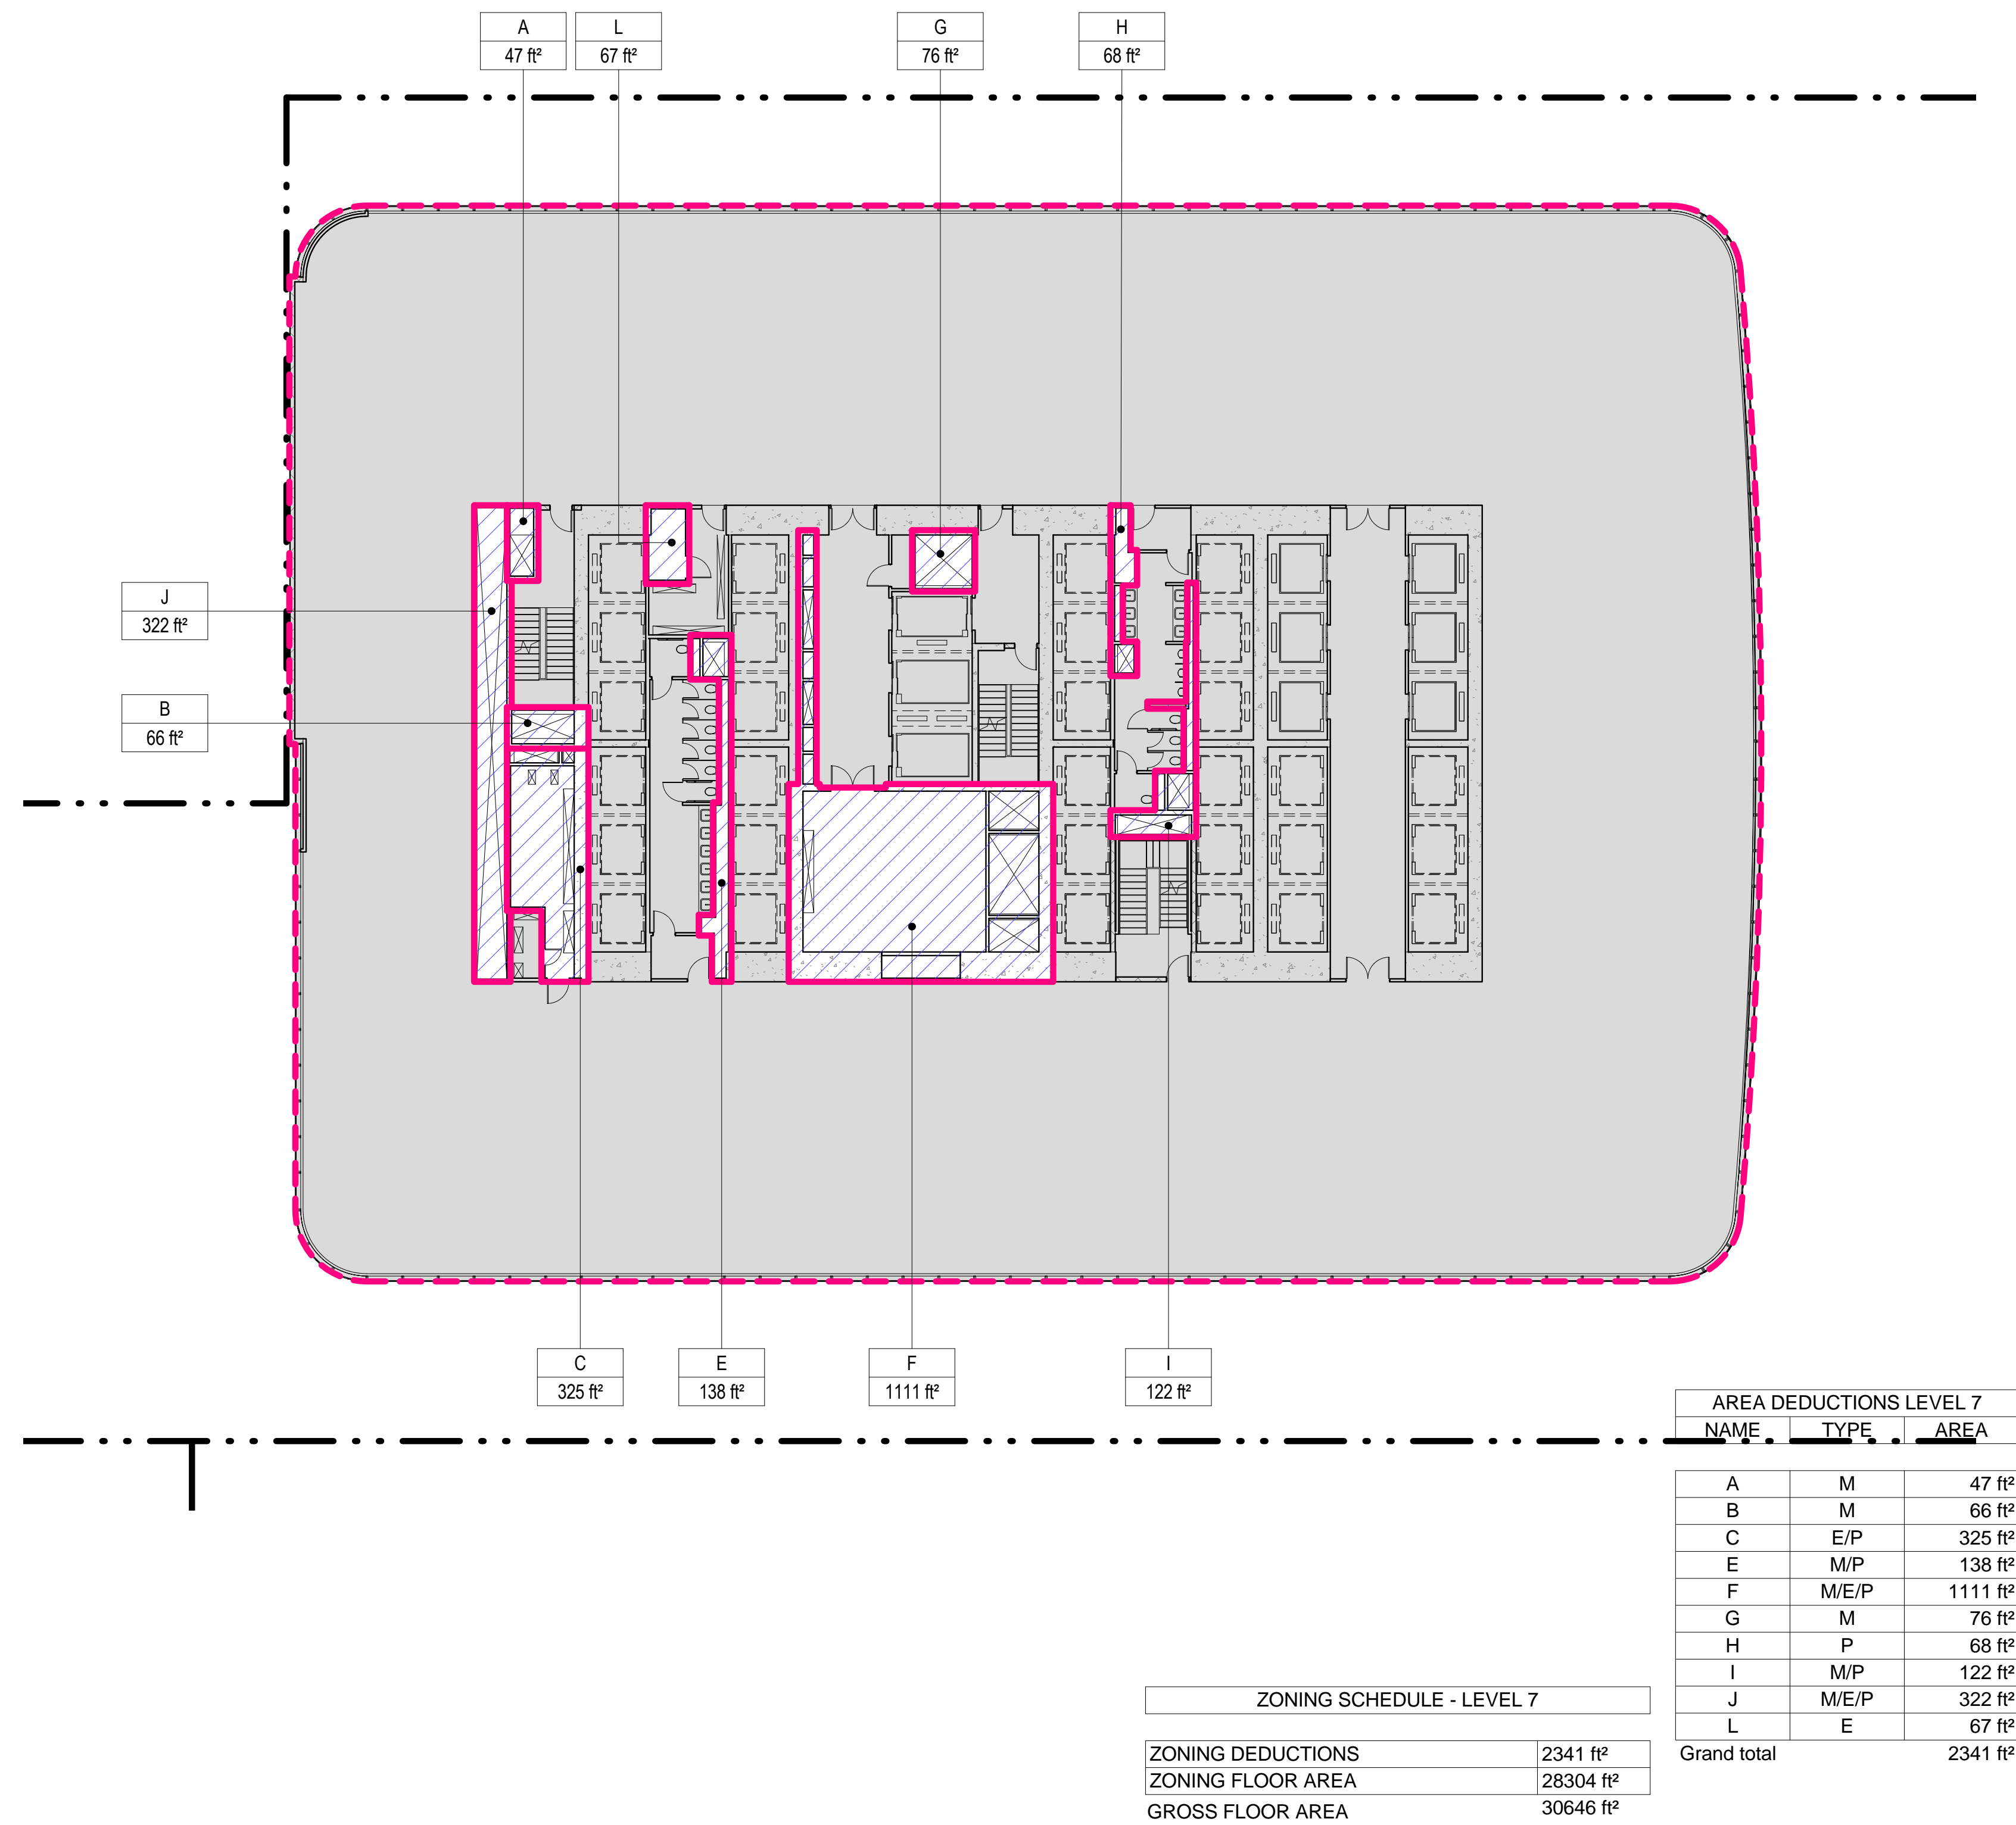 A L G H
47 ft² 67 ft² 76 ft² 68 ft²
J
322 ft²
B
66 ft²
C E F I
325 ft² 138 ft² 1111 ft² 122 ft²
AREA DEDUCTIONS LEVEL 7
NAME TYPE AREA
A M 47 ft²
B M 66 ft²
C E/P 325 ft²
E M/P 138 ft²
F M/E/P 1111 ft²
G M 76 ft²
H P 68 ft²
I M/P 122 ft²
J M/E/P 322 ft²
L E 67 ft²
Grand total 2341 ft²
ZONING SCHEDULE - LEVEL 7
ZONING DEDUCTIONS 2341 ft²
ZONING FLOOR AREA 28304 ft²
GROSS FLOOR AREA 30646 ft²